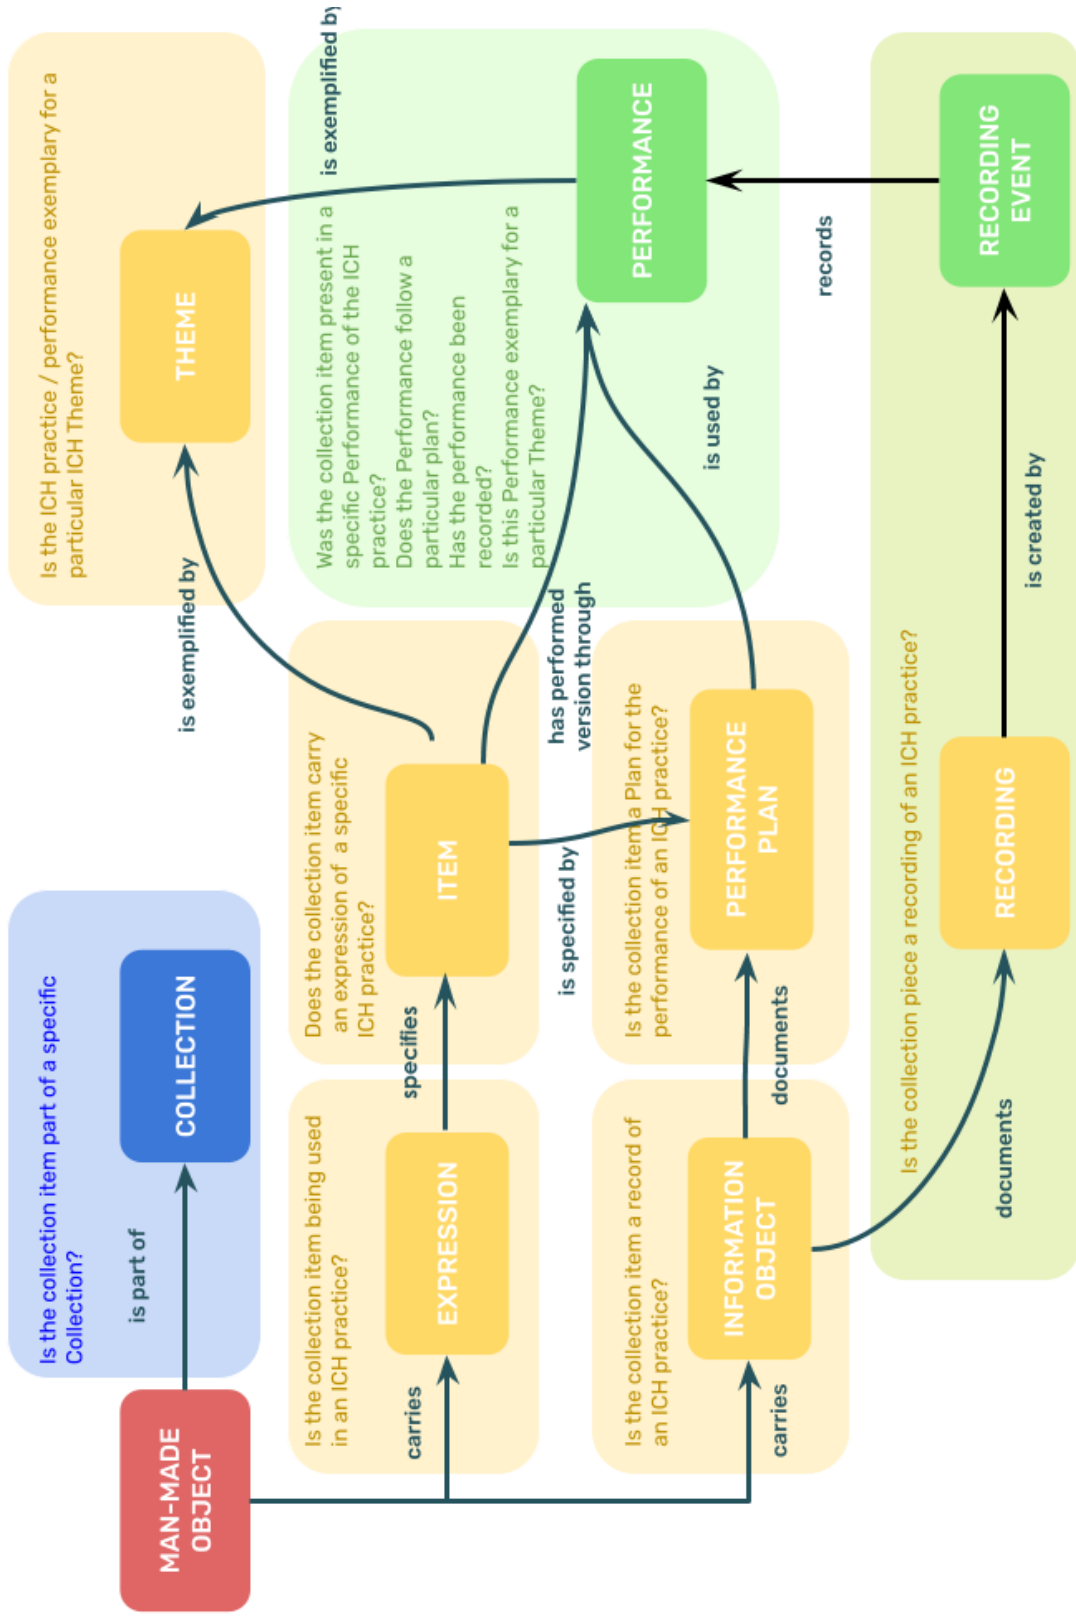 Is the collection item part of a specific
Collection?
MAN-MADE
OBJECT
is part of
COLLECTION
Is the ICH practice / performance exemplary for a
particular ICH Theme?
THEME
is exemplified by
is exemplified by
Is the collection item being used
in an ICH practice?
carries
EXPRESSION
specifies
Does the collection item carry
an expression of a specific
ICH practice?
ITEM
has performed
version through
is specified by
Was the collection item present in a
specific Performance of the ICH
practice?
Does the Performance follow a
particular plan?
Has the performance been
recorded?
Is this Performance exemplary for a
particular Theme?
PERFORMANCE
Is the collection item a record of
an ICH practice?
carries
INFORMATION
OBJECT
documents
Is the collection item a Plan for the
performance of an ICH practice?
PERFORMANCE
PLAN
is used by
records
Is the collection piece a recording of an ICH practice?
documents
RECORDING
is created by
RECORDING
EVENT